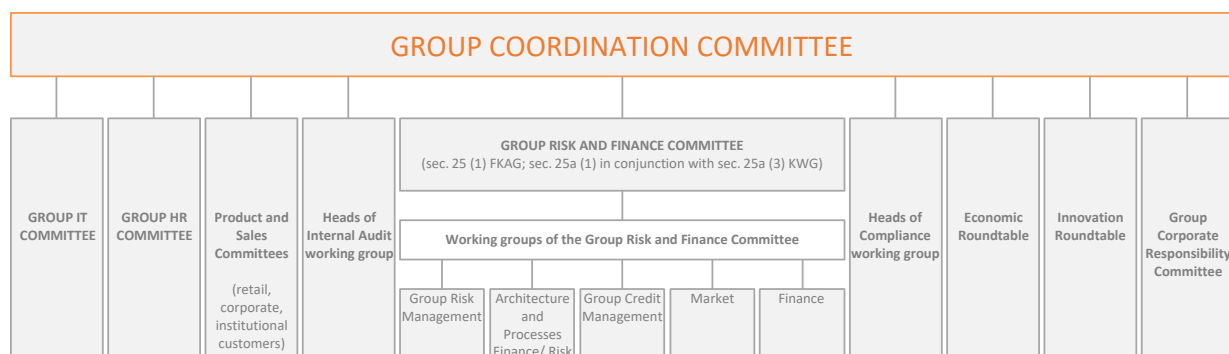 GROUP COORDINATION COMMITTEE
GROUP IT
COMMITTEE
GROUP HR
COMMITTEE
Product and
Sales
Committees
(retail,
corporate,
institutional
customers)
Heads of
Internal Audit
working group
GROUP RISK AND FINANCE COMMITTEE
(sec. 25 (1) FKAG; sec. 25a (1) in conjunction with sec. 25a (3) KWG)
Working groups of the Group Risk and Finance Committee
Group Risk
Management
Architecture
and
Processes
Finance/ Risk
Group Credit
Management
Market
Finance
Heads of
Compliance
working group
Economic
Roundtable
Innovation
Roundtable
Group
Corporate
Responsibility
Committee